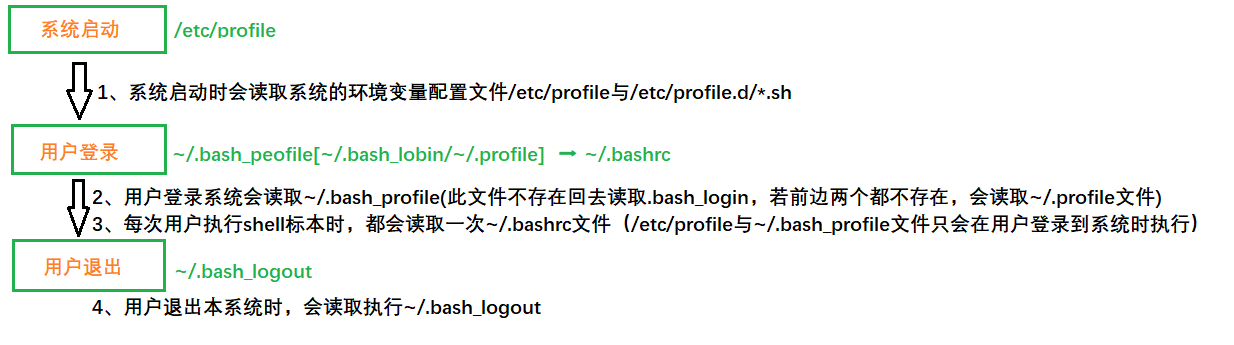 系统启动 /etc/profile
1、系统启动时会读取系统的环境变量配置文件/etc/profile与/etc/profile.d/*.sh
用户登录 ~/.bash_peofile[~/.bash_lobin/~/.profile] → ~/.bashrc
2、用户登录系统会读取~/.bash_profile(此文件不存在回去读取.bash_login，若前边两个都不存在，会读取~/.profile文件)
3、每次用户执行shell标本时，都会读取一次~/.bashrc文件（/etc/profile与~/.bash_profile文件只会在用户登录到系统时执行）
用户退出 ~/.bash_logout
4、用户退出本系统时，会读取执行~/.bash_logout